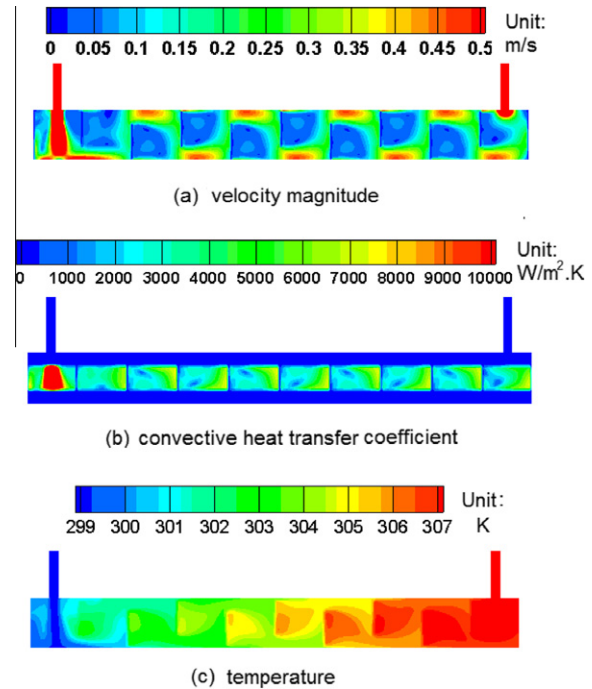 Unit:
m/s
0 0.05 0.1 0.15 0.2 0.25 0.3 0.35 0.4 0.45 0.5
(a) velocity magnitude
Unit:
W/m².K
0 1000 2000 3000 4000 5000 6000 7000 8000 9000 10000
(b) convective heat transfer coefficient
Unit:
K
299 300 301 302 303 304 305 306 307
(c) temperature